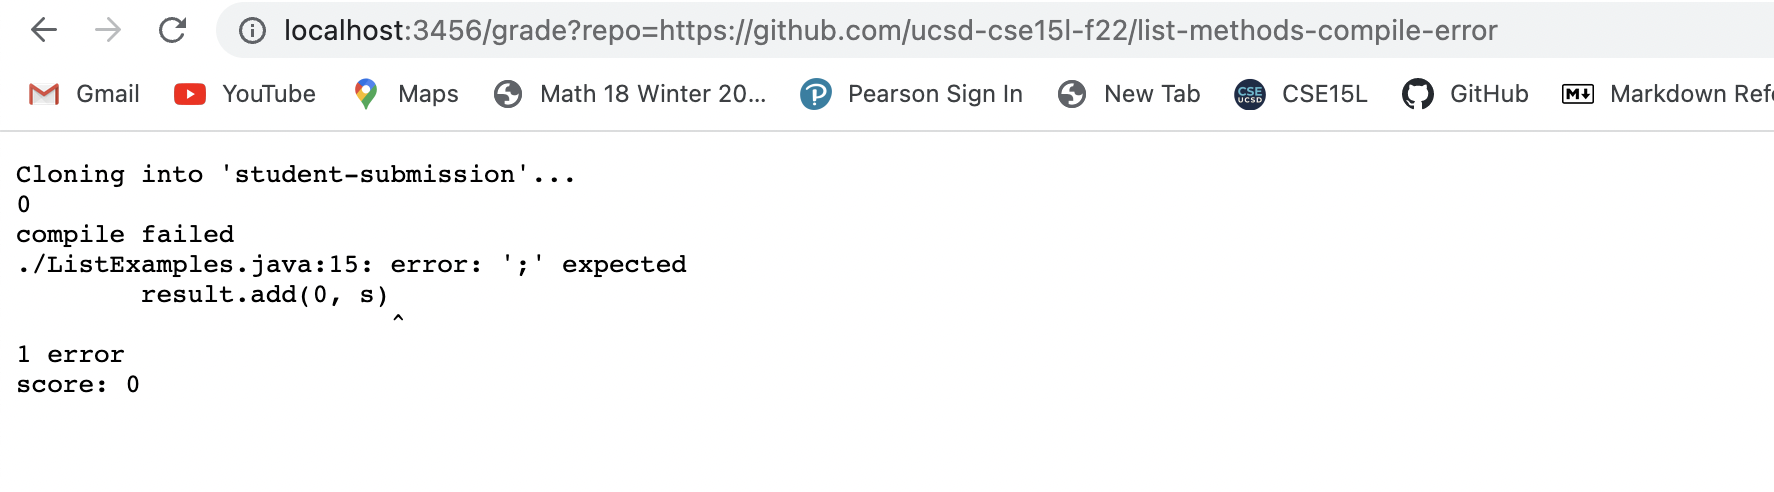 localhost:3456/grade?repo=https://github.com/ucsd-cse15l-f22/list-methods-compile-error
Gmail YouTube Maps Math 18 Winter 20... Pearson Sign In New Tab CSE UCSD CSE15L GitHub M Markdown Ref
Cloning into 'student-submission'...
0
compile failed
./ListExamples.java:15: error: ';' expected
        result.add(0, s)
                        ^
1 error
score: 0